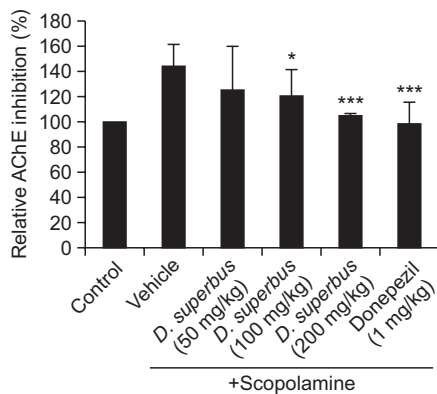 Relative AChE inhibition (%)
180
160
140
120
100
80
60
40
20
0
*
***
***
Control
Vehicle
D. superbus
(50 mg/kg)
D. superbus
(100 mg/kg)
D. superbus
(200 mg/kg)
Donepezil
(1 mg/kg)
+Scopolamine